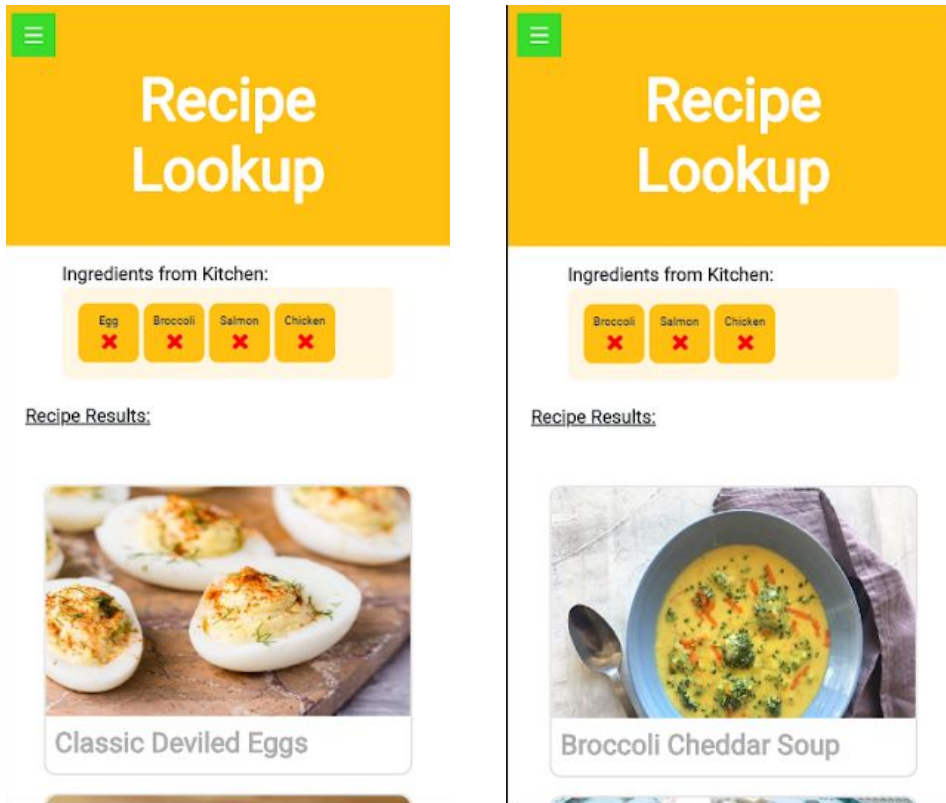 Recipe
Lookup
Ingredients from Kitchen:
Egg Broccoli Salmon Chicken
Recipe Results:
Classic Deviled Eggs
Recipe
Lookup
Ingredients from Kitchen:
Broccoli Salmon Chicken
Recipe Results:
Broccoli Cheddar Soup